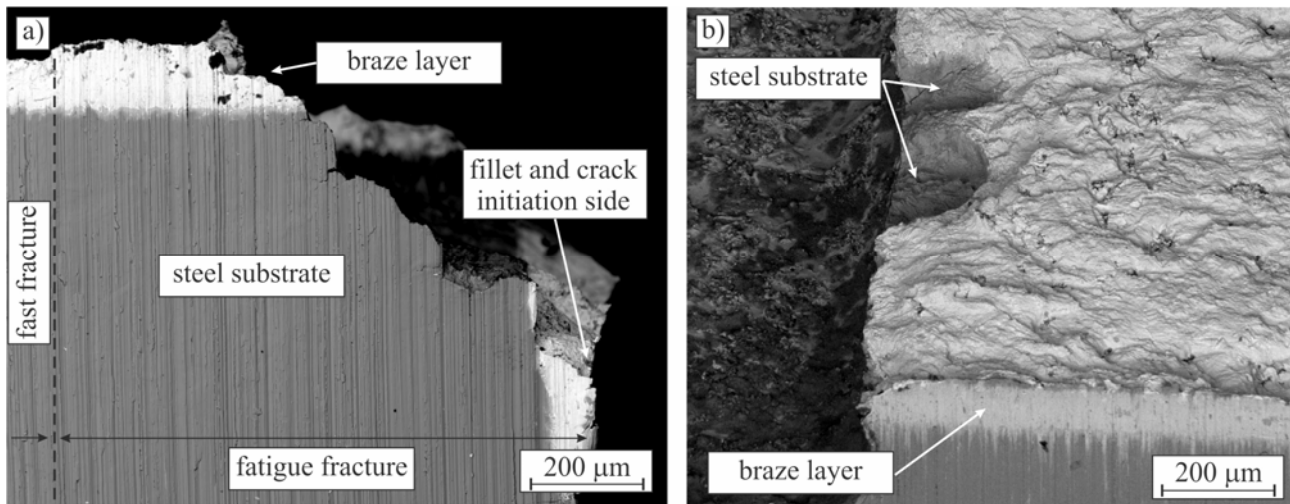 a)
braze layer
fillet and crack
initiation side
fast fracture
steel substrate
fatigue fracture
200 μm
b)
steel substrate
braze layer
200 μm